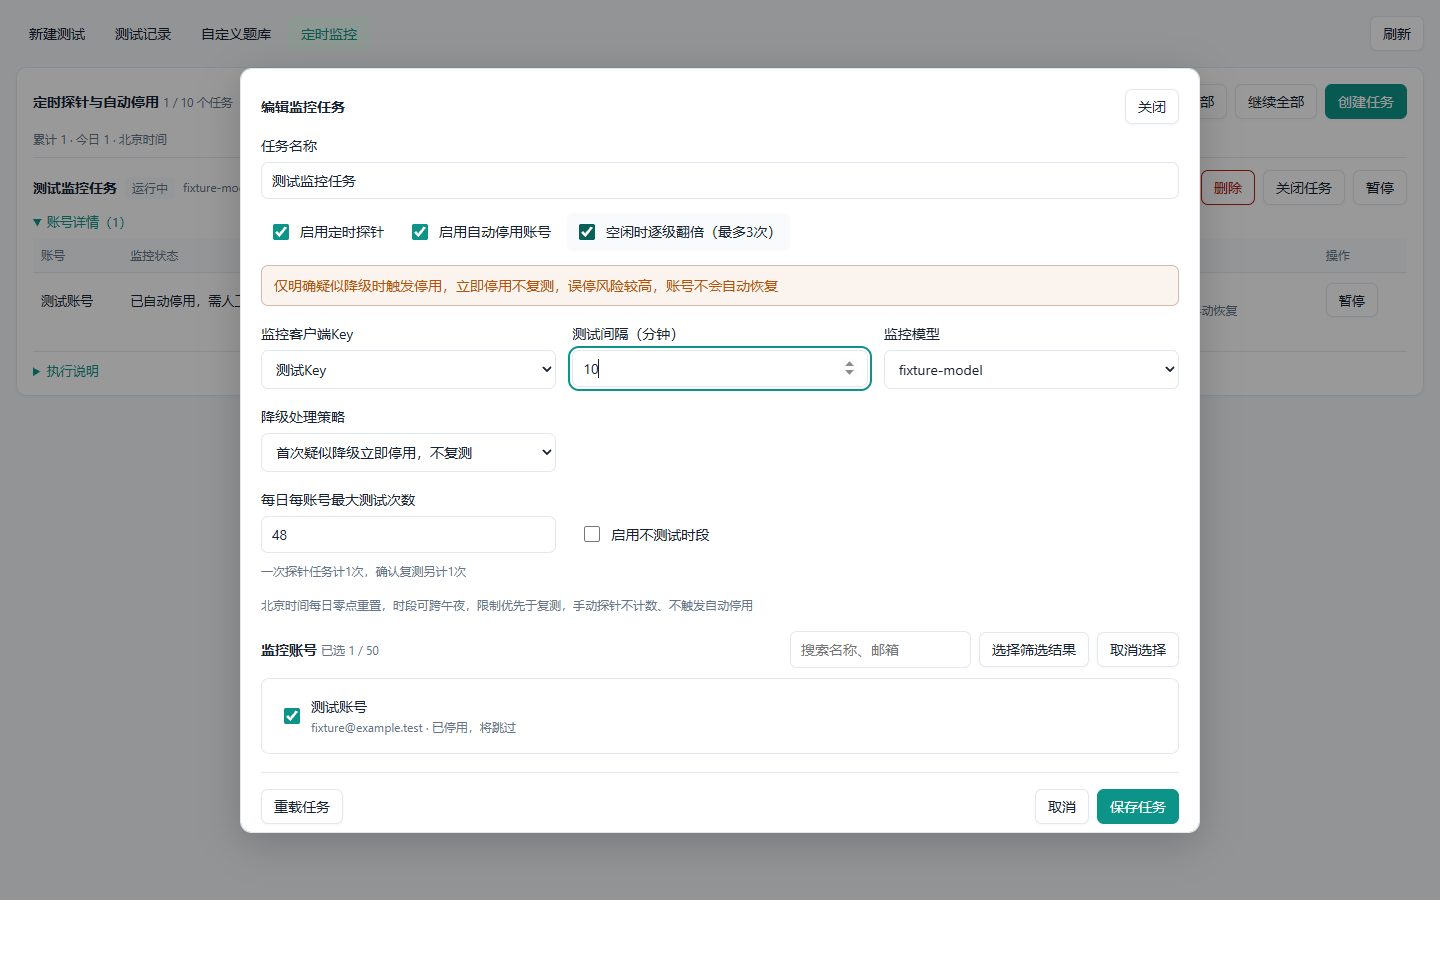 新建测试 测试记录 自定义题库 定时监控 刷新
定时探针与自动停用 1 / 10 个任务 部 继续全部 创建任务
累计 1 · 今日 1 · 北京时间
测试监控任务 运行中 fixture-mo 删除 关闭任务 暂停
▼ 账号详情（1）
账号 监控状态 操作
测试账号 已自动停用，需人 动恢复 暂停
▶ 执行说明
编辑监控任务 关闭
任务名称
测试监控任务
启用定时探针 启用自动停用账号 空闲时逐级翻倍（最多3次）
仅明确疑似降级时触发停用，立即停用不复测，误停风险较高，账号不会自动恢复
监控客户端Key 测试间隔（分钟） 监控模型
测试Key 10 fixture-model
降级处理策略
首次疑似降级立即停用，不复测
每日每账号最大测试次数
48 启用不测试时段
一次探针任务计1次，确认复测另计1次
北京时间每日零点重置，时段可跨午夜，限制优先于复测，手动探针不计数、不触发自动停用
监控账号 已选 1 / 50 搜索名称、邮箱 选择筛选结果 取消选择
测试账号
fixture@example.test · 已停用，将跳过
重载任务 取消 保存任务